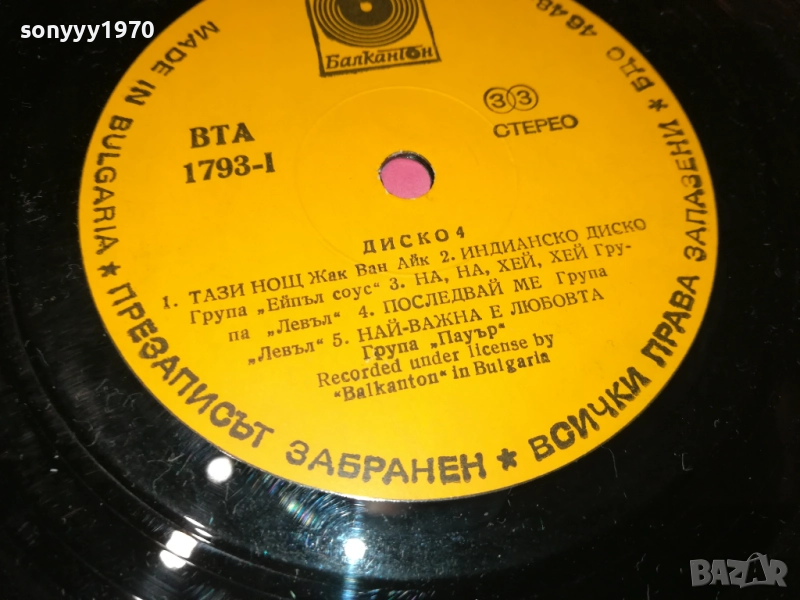 sonyyy1970
Балкантон
ВТА
1793-I
33
СТЕРЕО
ДИСКО 4
1. ТАЗИ НОЩ Жак Ван Айк 2. ИНДИАНСКО ДИСКО
Група „Ейпъл соус“ 3. НА, НА, ХЕЙ, ХЕЙ Гру-
па „Левъл“ 4. ПОСЛЕДВАЙ МЕ Група
„Левъл“ 5. НАЙ-ВАЖНА Е ЛЮБОВТА
Група „Пауър“
Recorded under license by
“Balkanton” in Bulgaria
MADE IN BULGARIA ★ ПРЕЗАПИСЪТ ЗАБРАНЕН ★ ВСИЧКИ ПРАВА ЗАПАЗЕНИ ★ БДС 4648
BAZAR